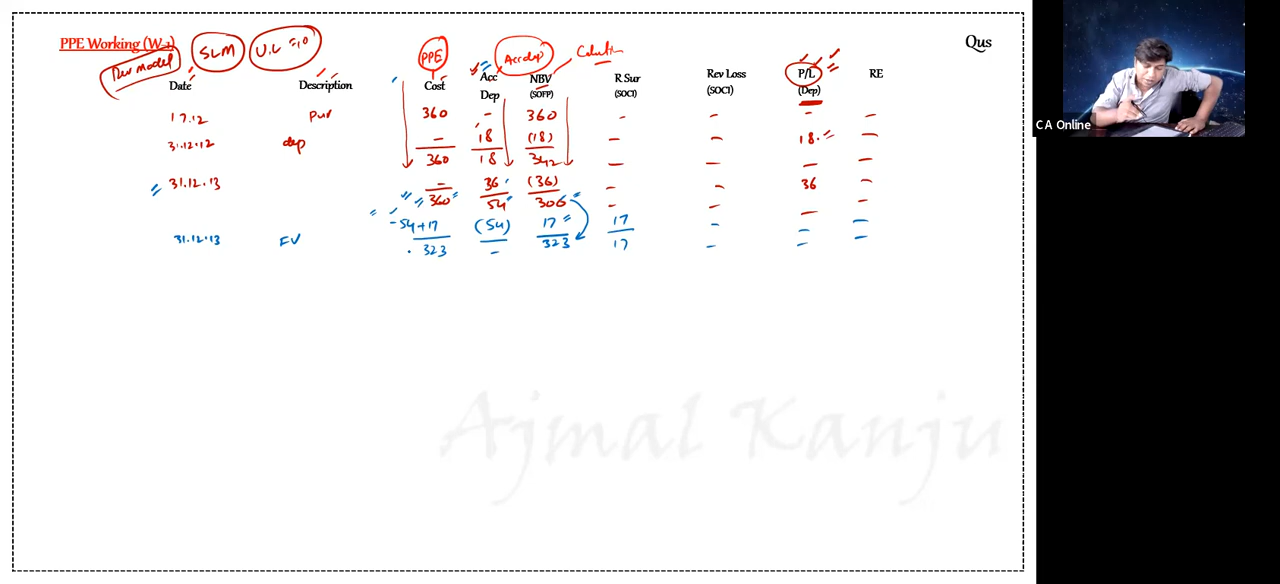 PPE Working (W-1) SLM U.L = 10 Qus
Rev model PPE Acc dep
Date Description Cost Acc Dep NBV (SOFP) R Sur (SOCI) Rev Loss (SOCI) P/L (Dep) RE
1.7.12 pur 360 - 360 - - - -
31.12.12 dep - 18 (18) - - 18 -
360 18 342 - - -
31.12.13 - 36 (36) - - 36 -
360 54 306 - - -
-54+17 (54) 17 17 - - -
31.12.13 FV 323 - 323 17 - - -
Ajmal Kanju
CA Online